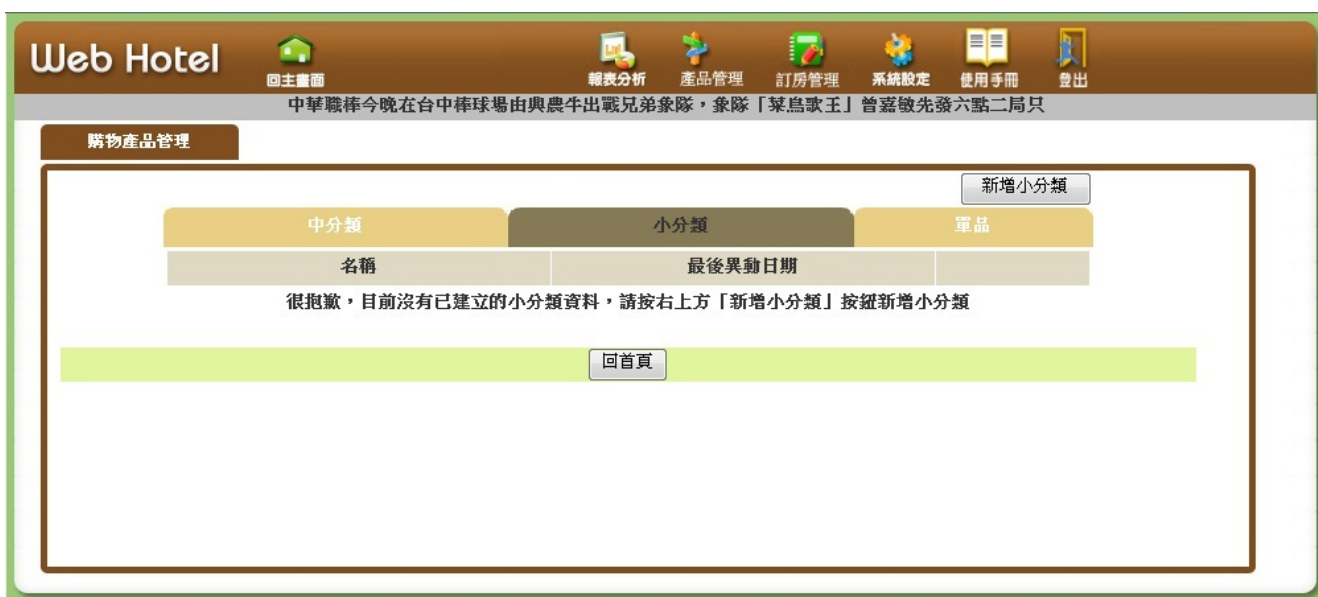 Web Hotel
回主畫面 報表分析 產品管理 訂房管理 系統設定 使用手冊 登出
中華職棒今晚在台中棒球場由興農牛出戰兄弟象隊，象隊「菜鳥歌王」曾嘉敏先發六點二局只
購物產品管理
新增小分類
中分類 小分類 單品
名稱 最後異動日期
很抱歉，目前沒有已建立的小分類資料，請按右上方「新增小分類」按鈕新增小分類
回首頁